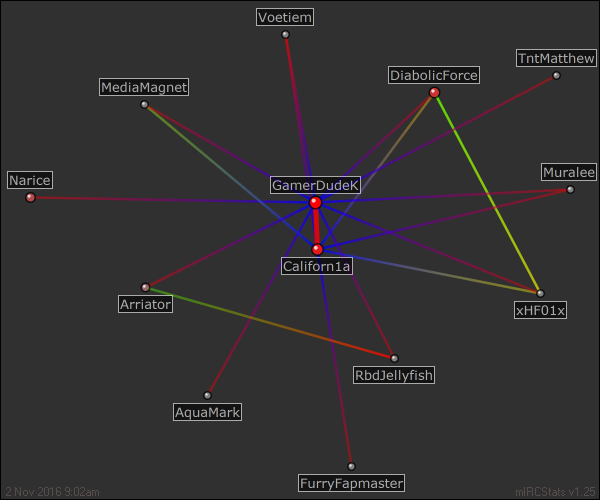 Voetiem
TntMatthew
DiabolicForce
MediaMagnet
Muralee
Narice
GamerDudeK
Californ1a
Arriator
xHF01x
RbdJellyfish
AquaMark
FurryFapmaster
2 Nov 2016 9:02am
mIRCStats v1.25